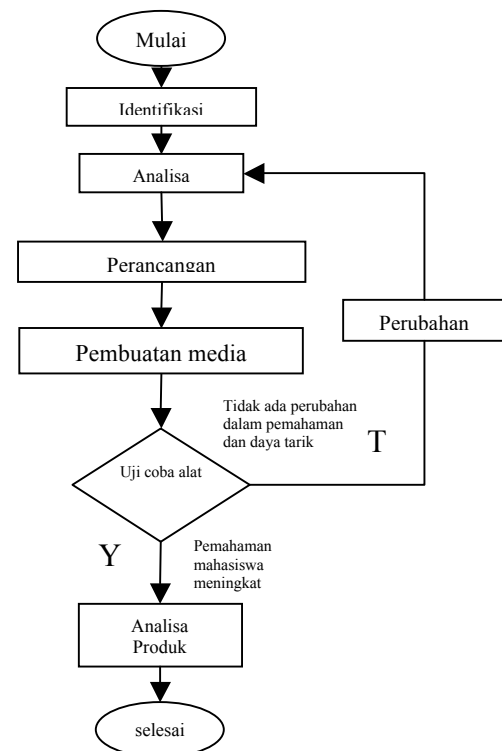 Mulai
Identifikasi
Analisa
Perancangan
Perubahan
Pembuatan media
Tidak ada perubahan
dalam pemahaman
dan daya tarik
T
Uji coba alat
Y
Pemahaman
mahasiswa
meningkat
Analisa
Produk
selesai